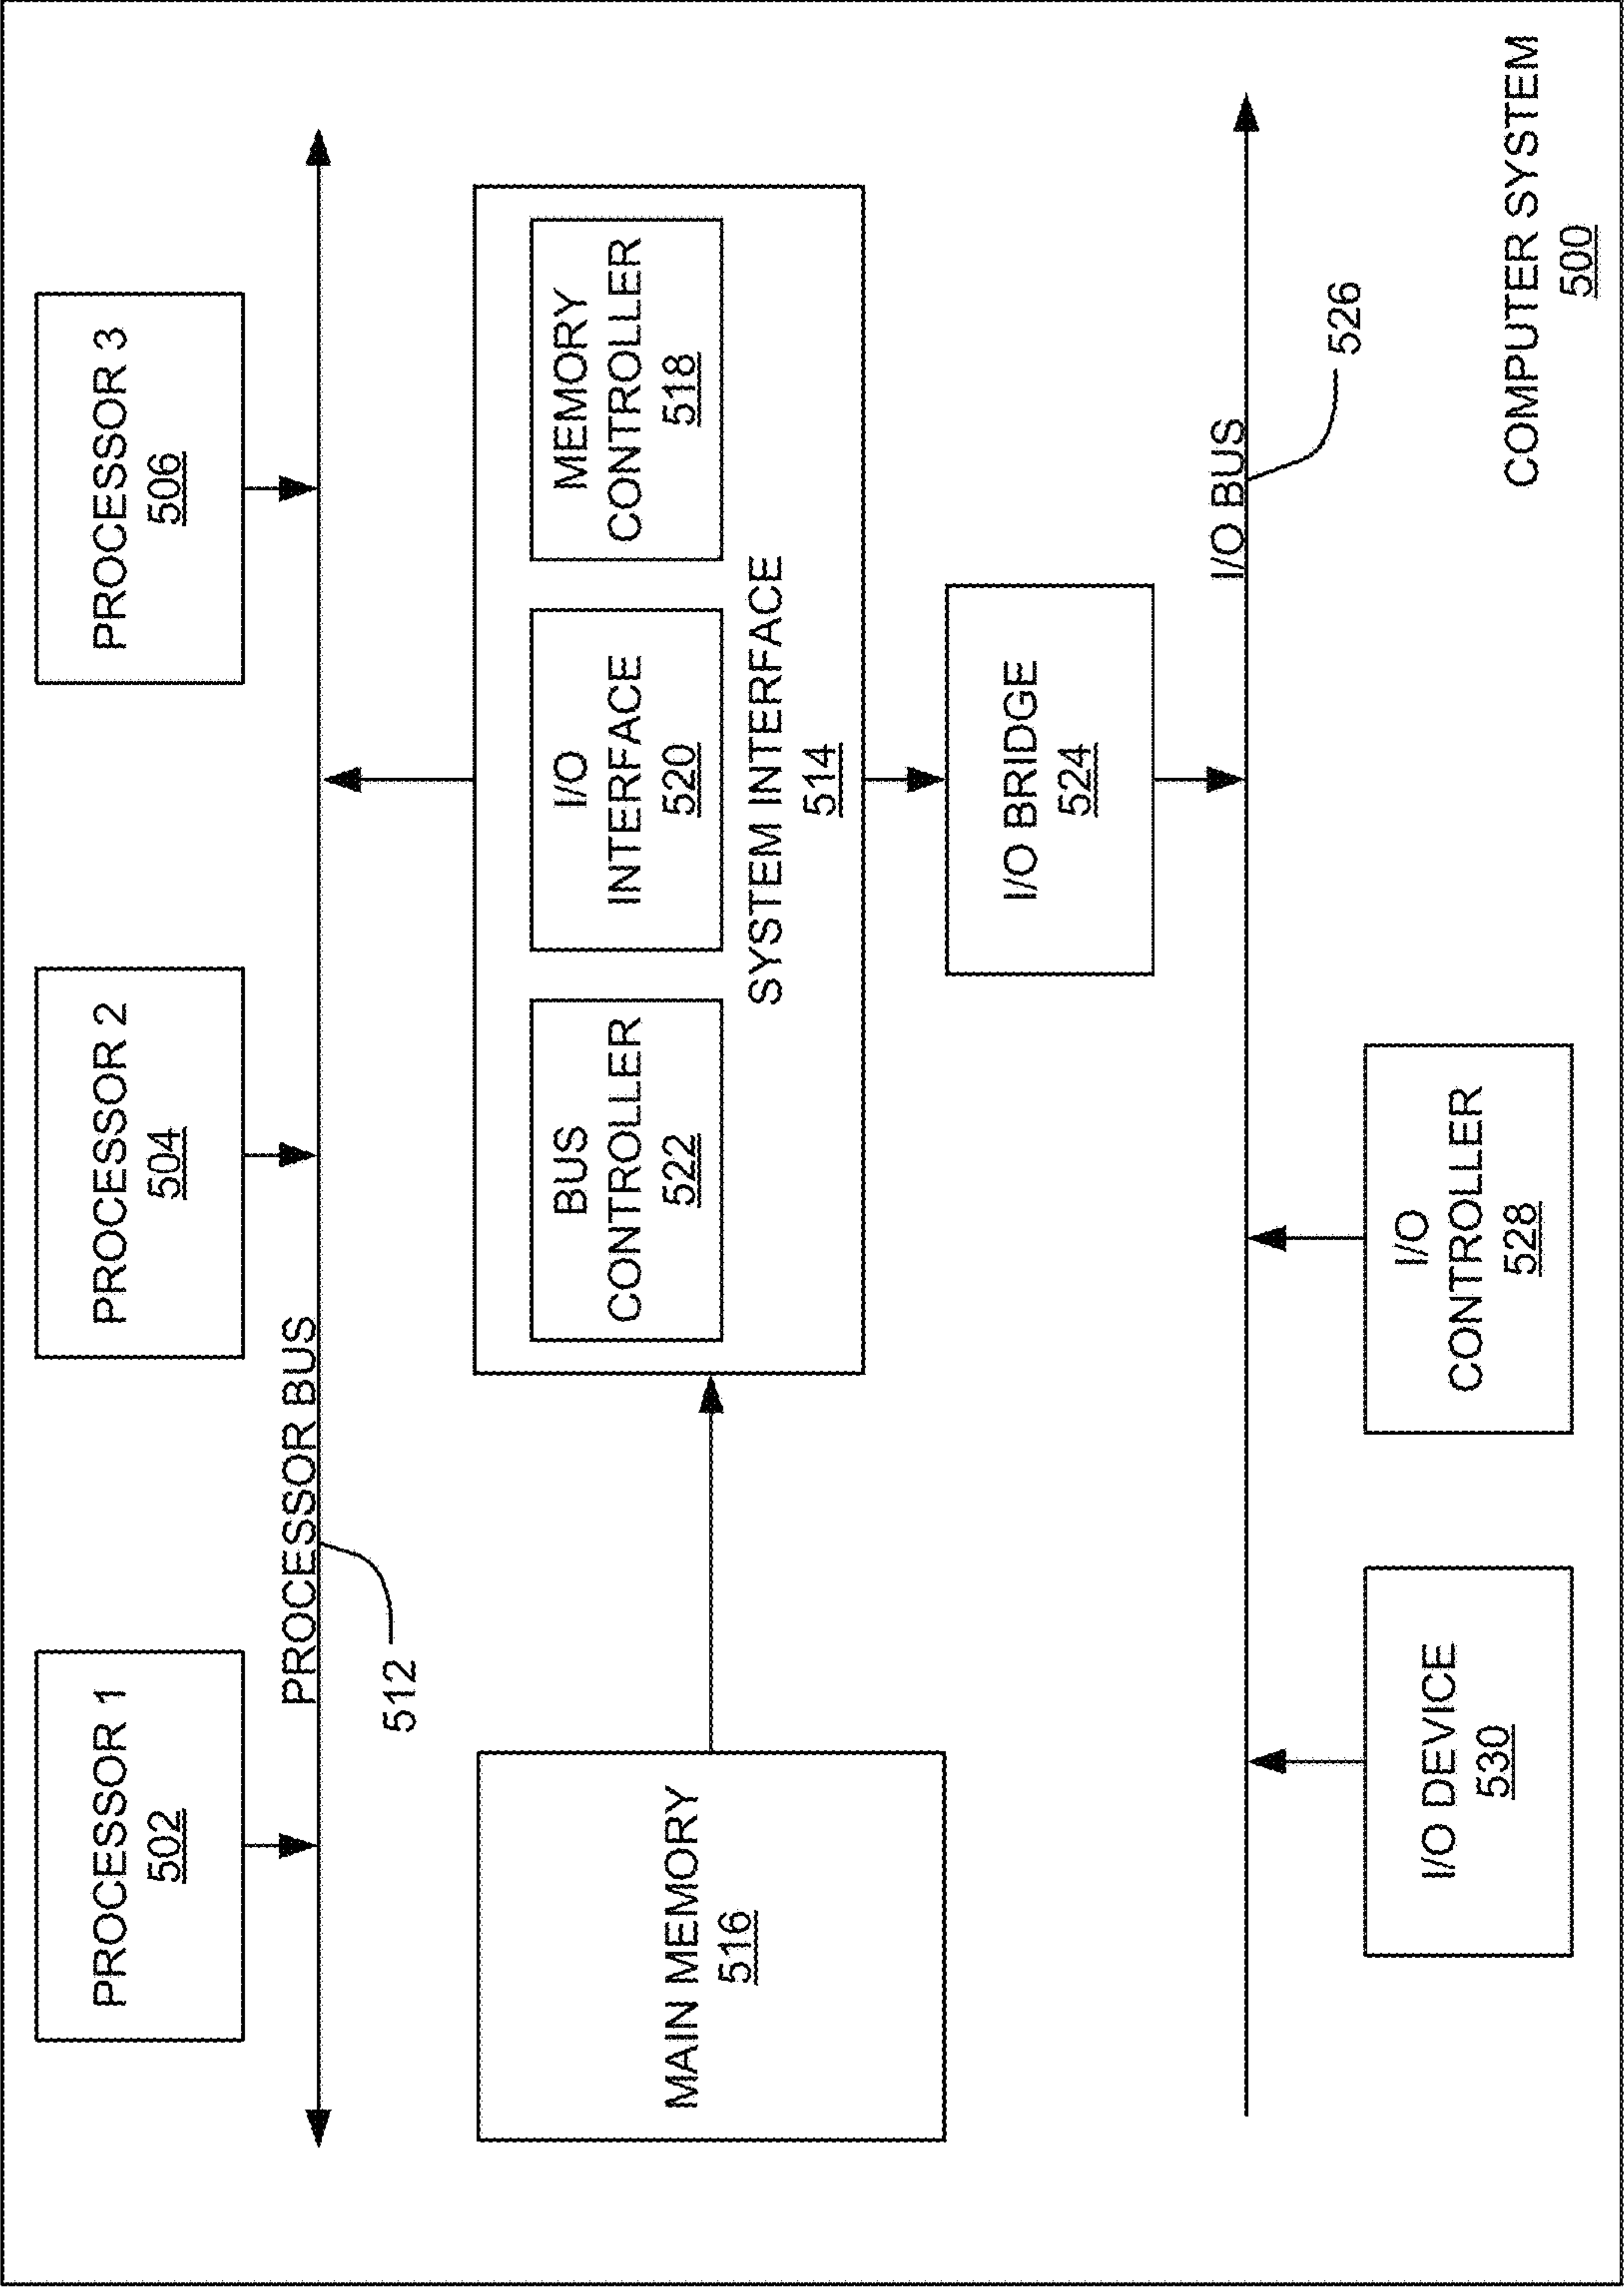 PROCESSOR 1
502
PROCESSOR 2
504
PROCESSOR 3
506
PROCESSOR BUS
512
MAIN MEMORY
516
BUS
CONTROLLER
522
I/O
INTERFACE
520
MEMORY
CONTROLLER
518
SYSTEM INTERFACE
514
I/O BRIDGE
524
I/O BUS
526
I/O DEVICE
530
I/O
CONTROLLER
528
COMPUTER SYSTEM
500